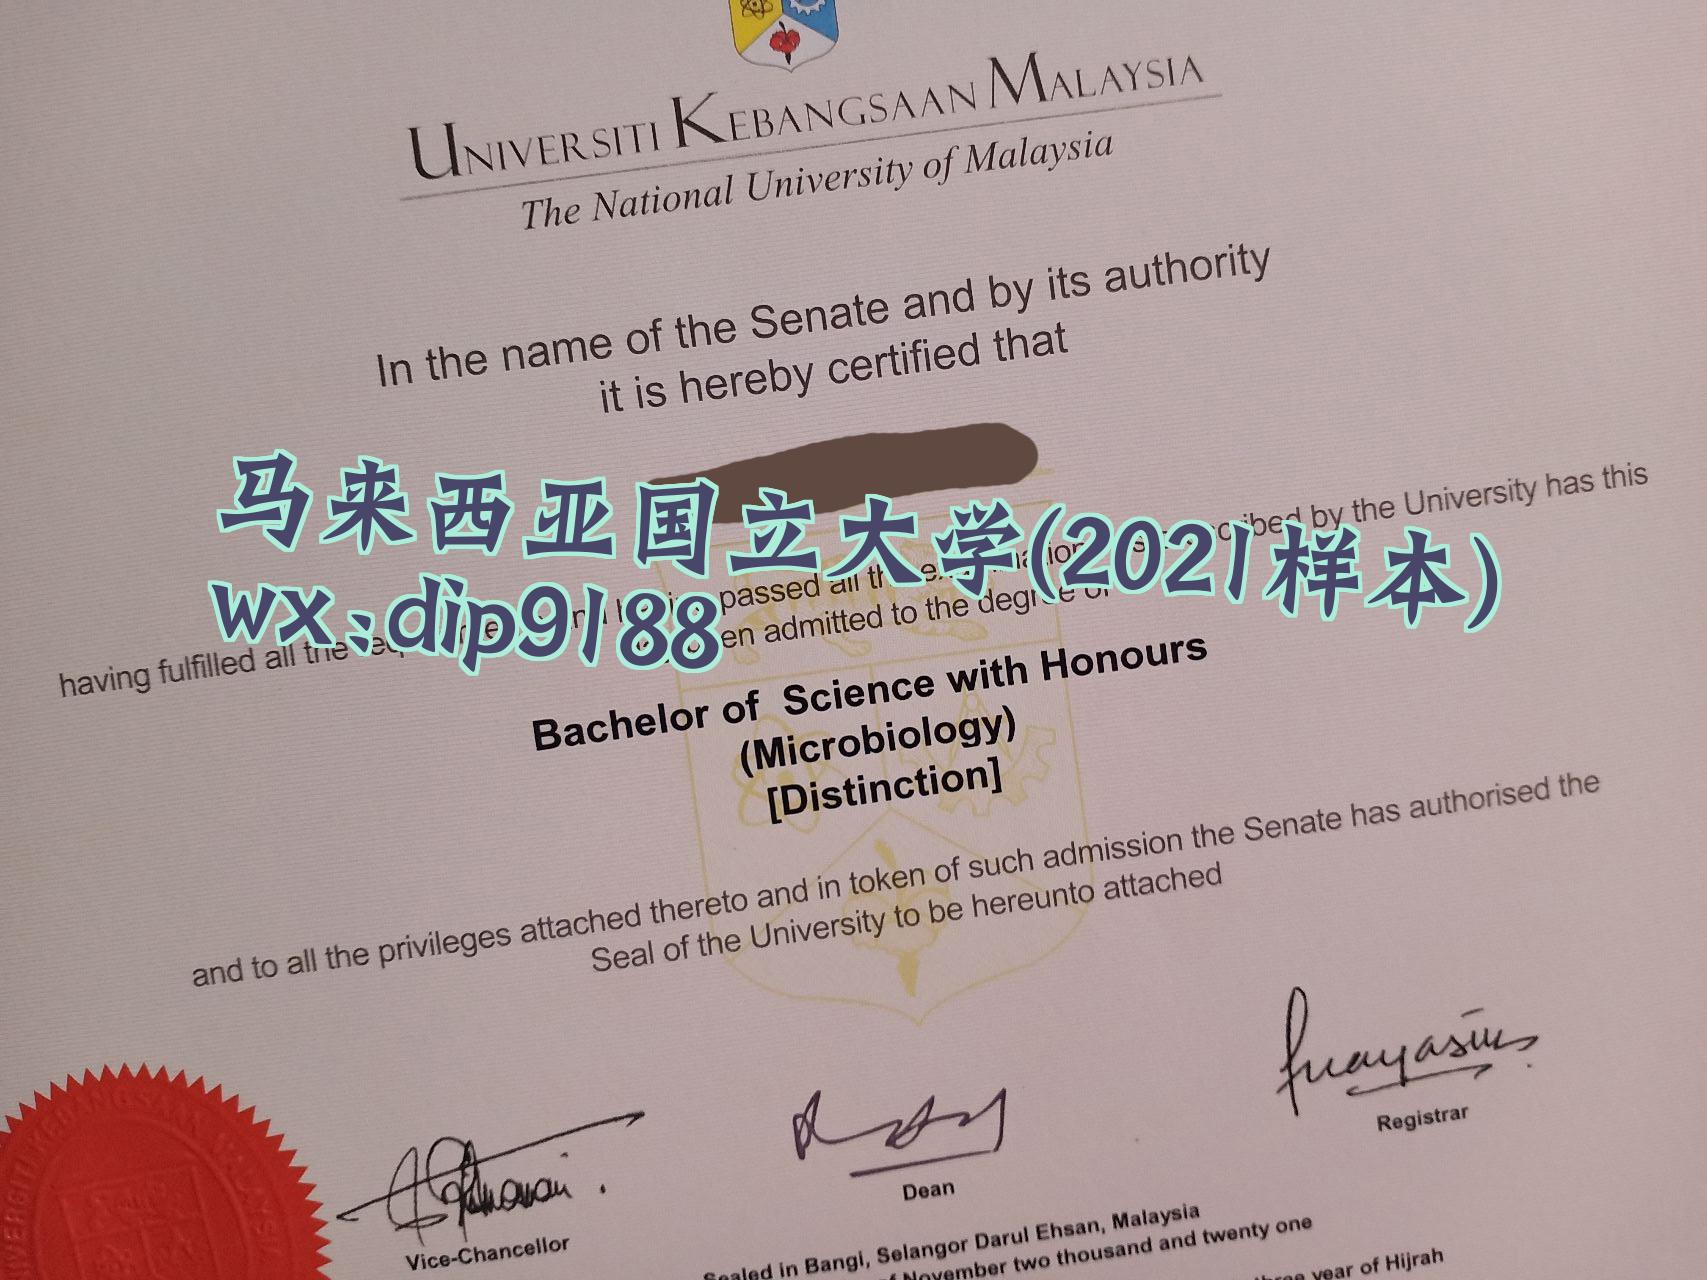 UNIVERSITI KEBANGSAAN MALAYSIA
The National University of Malaysia
In the name of the Senate and by its authority
it is hereby certified that
马来西亚国立大学(2021样本)
wx:dip9188
having fulfilled all the passed all by the University has this
admitted to the degree
Bachelor of Science with Honours
(Microbiology)
[Distinction]
and to all the privileges attached thereto and in token of such admission the Senate has authorised the
Seal of the University to be hereunto attached
Vice-Chancellor
Dean
Registrar
Sealed in Bangi, Selangor Darul Ehsan, Malaysia
November two thousand and twenty one
year of Hijrah